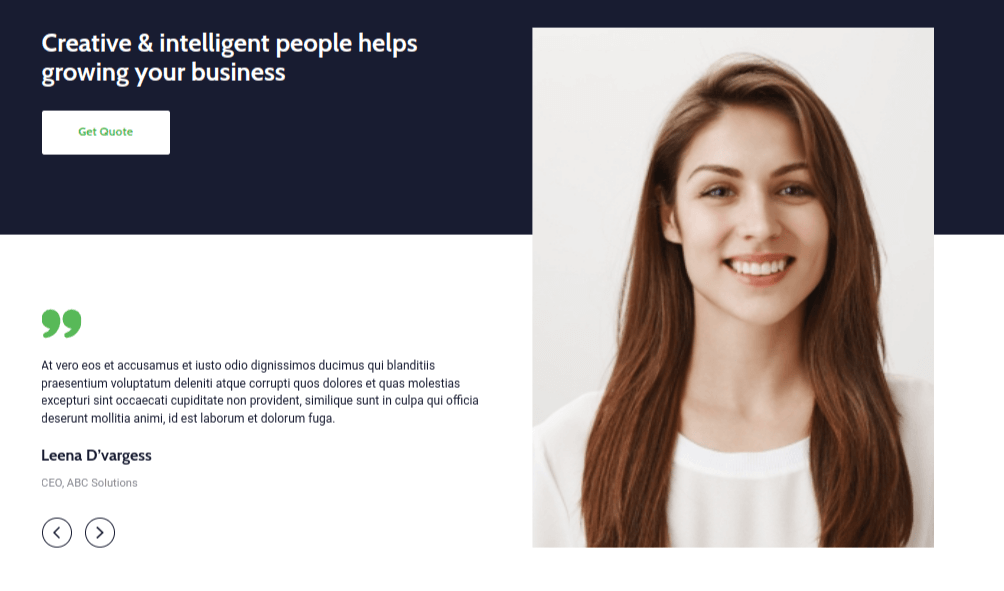 Creative & intelligent people helps
growing your business
Get Quote
At vero eos et accusamus et iusto odio dignissimos ducimus qui blanditiis
praesentium voluptatum deleniti atque corrupti quos dolores et quas molestias
excepturi sint occaecati cupiditate non provident, similique sunt in culpa qui officia
deserunt mollitia animi, id est laborum et dolorum fuga.
Leena D'vargess
CEO, ABC Solutions